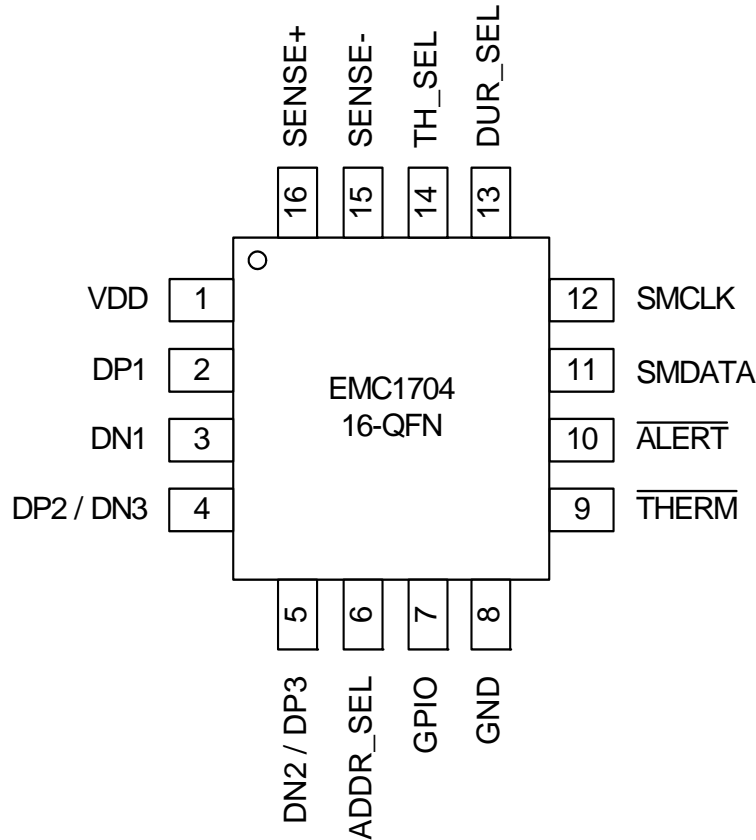 SENSE+
SENSE-
TH_SEL
DUR_SEL
16
15
14
13
VDD
1
12
SMCLK
DP1
2
11
SMDATA
EMC1704
16-QFN
DN1
3
10
ALERT
DP2 / DN3
4
9
THERM
5
6
7
8
DN2 / DP3
ADDR_SEL
GPIO
GND